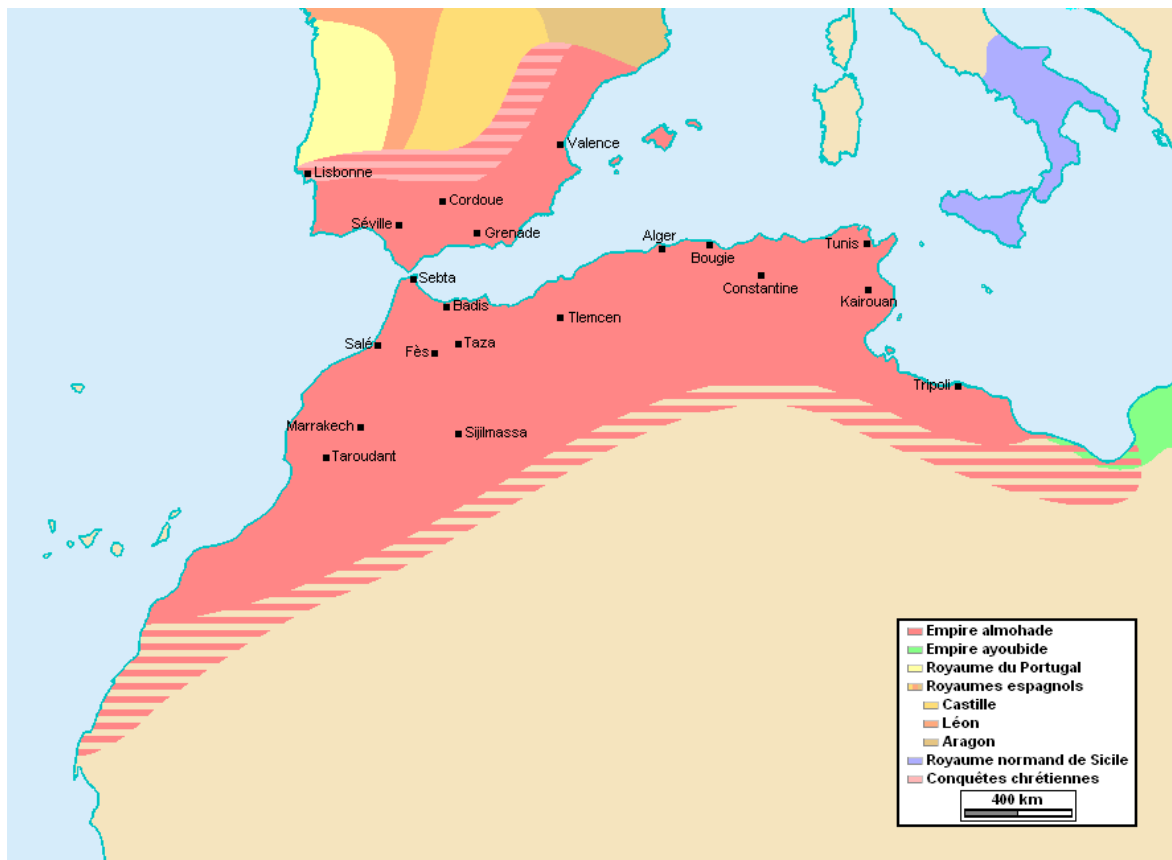 Valence
Lisbonne
Cordoue
Séville
Grenade
Alger
Bougie
Tunis
Sebta
Constantine
Kairouan
Badis
Tlemcen
Salé
Fès
Taza
Tripoli
Marrakech
Sijilmassa
Taroudant
Empire almohade
Empire ayoubide
Royaume du Portugal
Royaumes espagnols
Castille
Léon
Aragon
Royaume normand de Sicile
Conquêtes chrétiennes
400 km